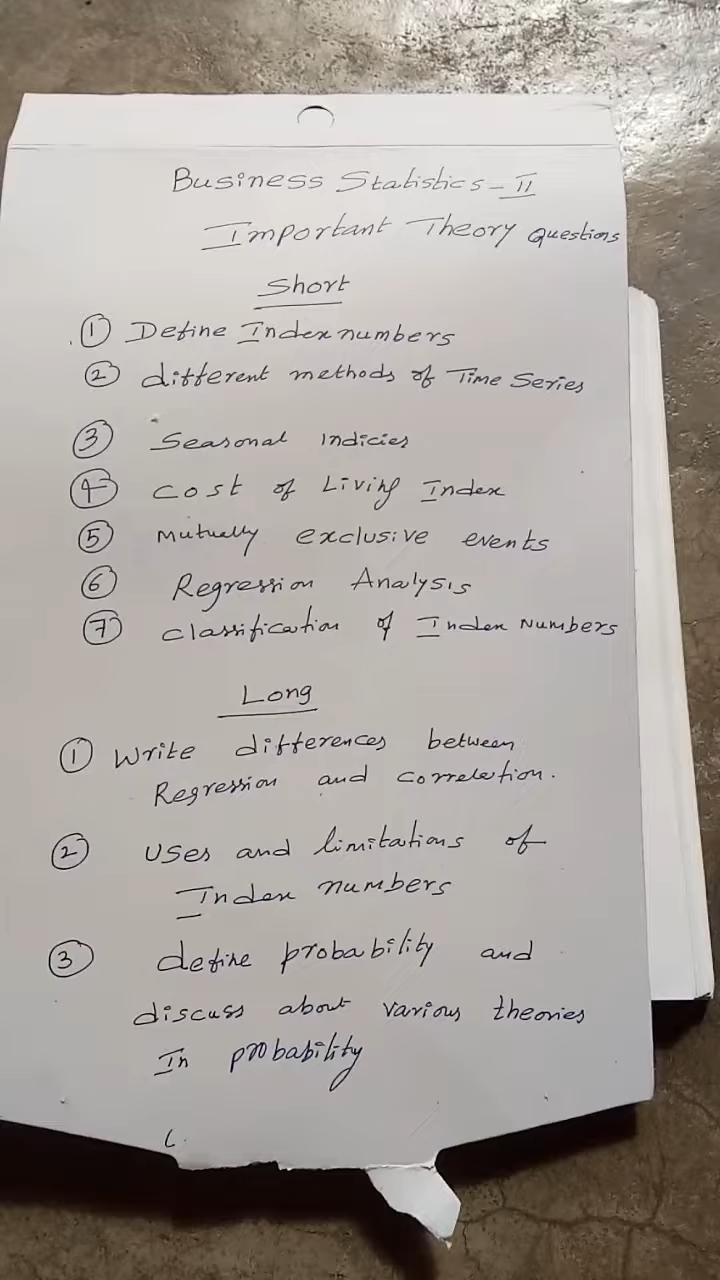 Business Statistics - II
Important Theory Questions
Short
① Define Index numbers
② different methods of Time Series
③ Seasonal Indicies
④ Cost of Living Index
⑤ Mutually exclusive events
⑥ Regression Analysis
⑦ classification of Index Numbers
Long
① Write differences between
Regression and correletion.
② uses and limitations of
Index numbers
③ define probability and
discuss about various theories
In probability